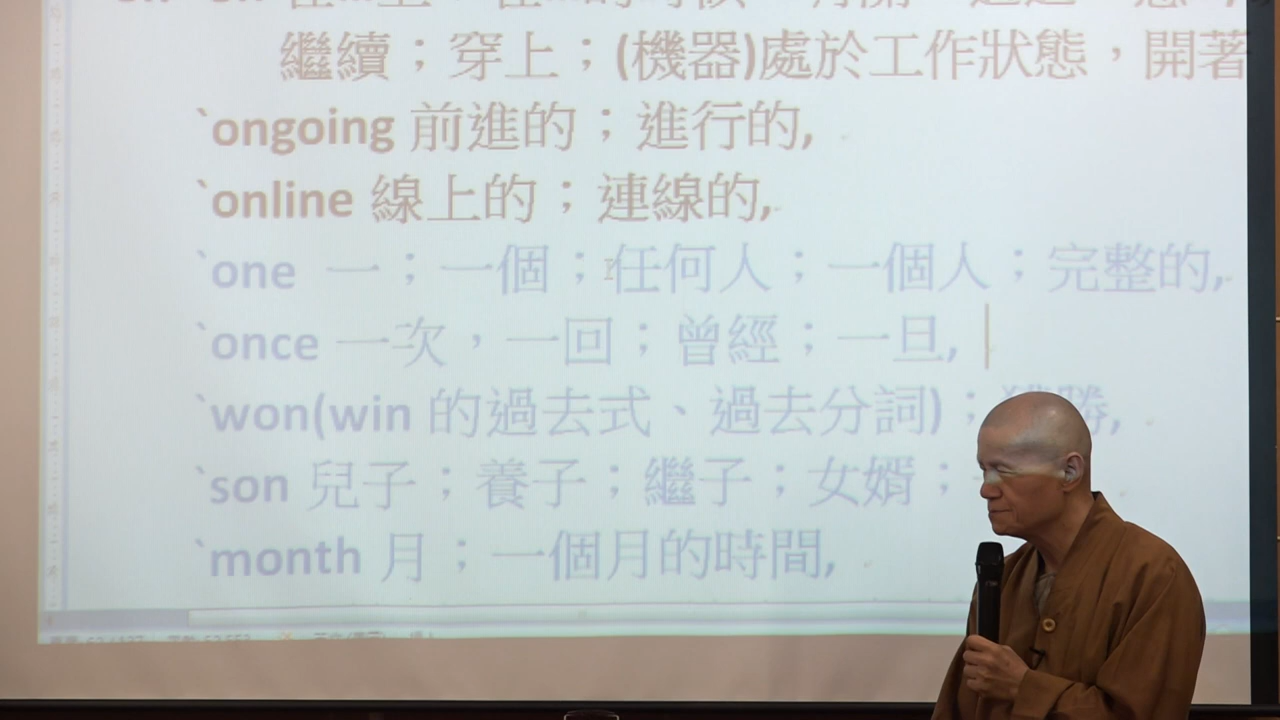 繼續；穿上；(機器)處於工作狀態，開著
`ongoing 前進的；進行的,
`online 線上的；連線的,
`one 一；一個；任何人；一個人；完整的,
`once 一次，一回；曾經；一旦,
`won(win 的過去式、過去分詞)；獲勝,
`son 兒子；養子；繼子；女婿；
`month 月；一個月的時間,